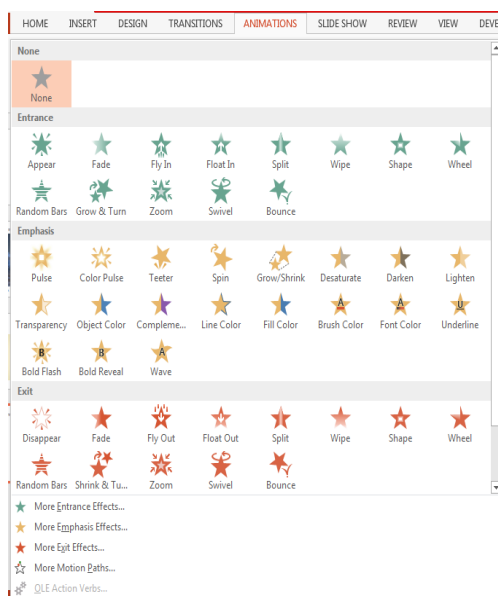 HOME INSERT DESIGN TRANSITIONS ANIMATIONS SLIDE SHOW REVIEW VIEW DEVE
None
None
Entrance
Appear Fade Fly In Float In Split Wipe Shape Wheel
Random Bars Grow & Turn Zoom Swivel Bounce
Emphasis
Pulse Color Pulse Teeter Spin Grow/Shrink Desaturate Darken Lighten
Transparency Object Color Compleme... Line Color Fill Color Brush Color Font Color Underline
Bold Flash Bold Reveal Wave
Exit
Disappear Fade Fly Out Float Out Split Wipe Shape Wheel
Random Bars Shrink & Tu... Zoom Swivel Bounce
More Entrance Effects...
More Emphasis Effects...
More Exit Effects...
More Motion Paths...
OLE Action Verbs...